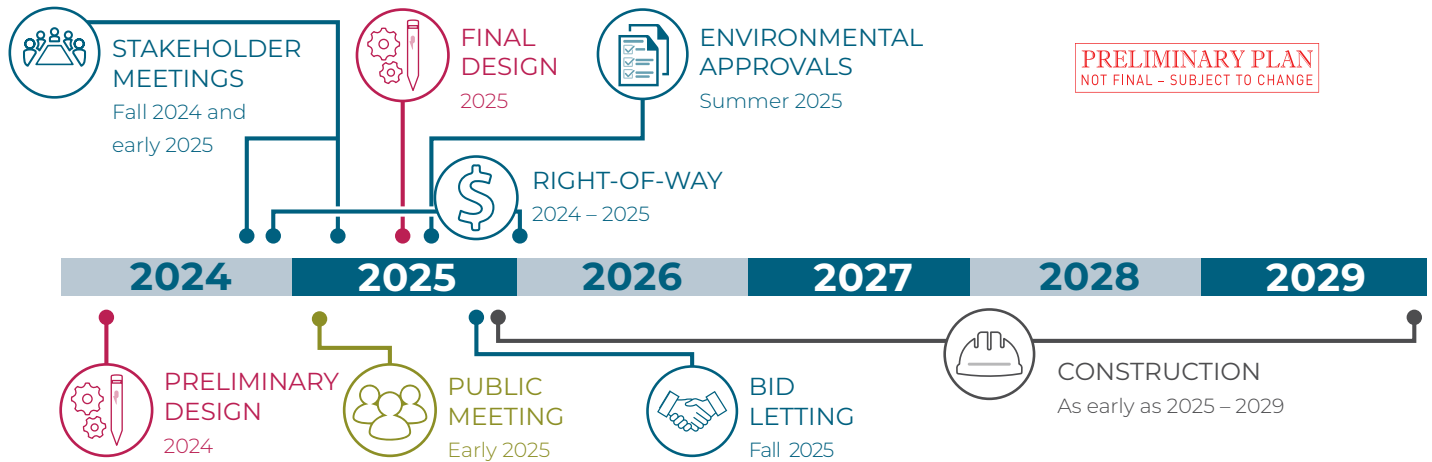 STAKEHOLDER
MEETINGS
Fall 2024 and
early 2025
FINAL
DESIGN
2025
ENVIRONMENTAL
APPROVALS
Summer 2025
PRELIMINARY PLAN
NOT FINAL – SUBJECT TO CHANGE
$
RIGHT-OF-WAY
2024 – 2025
2024
2025
2026
2027
2028
2029
PRELIMINARY
DESIGN
2024
PUBLIC
MEETING
Early 2025
BID
LETTING
Fall 2025
CONSTRUCTION
As early as 2025 – 2029